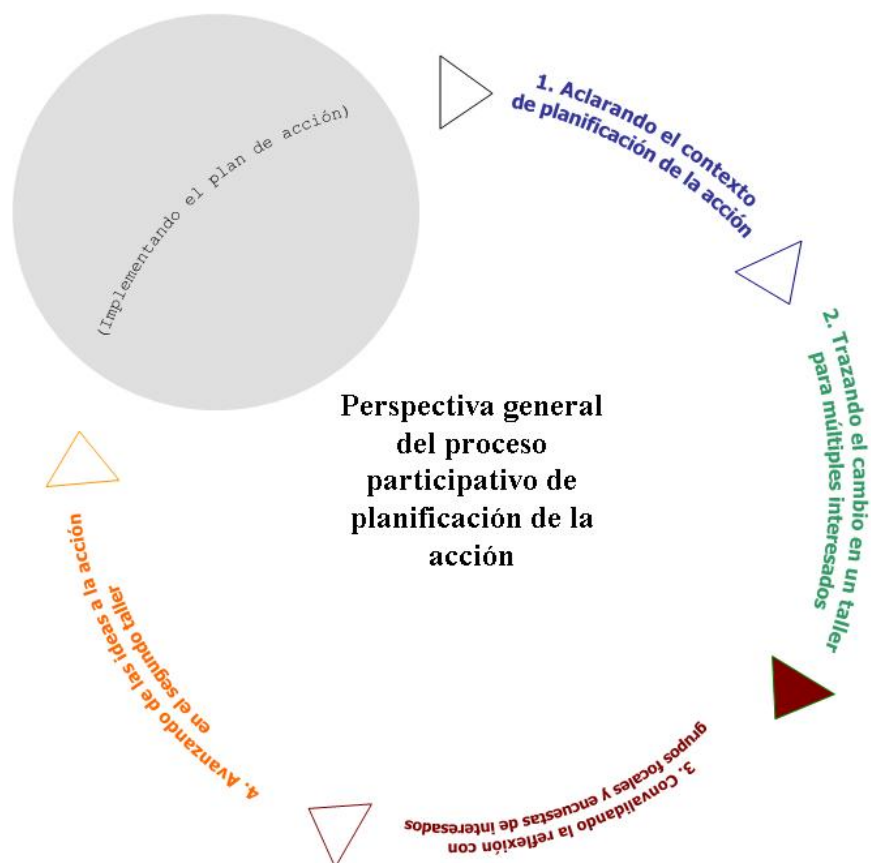 (Implementando el plan de acción)
1. Aclarando el contexto
de planificación de la acción
2. Trazando el cambio en un taller
para múltiples interesados
3. Convalidando la reflexión con
grupos focales y encuestas de interesados
4. Avanzando de las ideas a la acción
en el segundo taller
Perspectiva general
del proceso
participativo de
planificación de la
acción